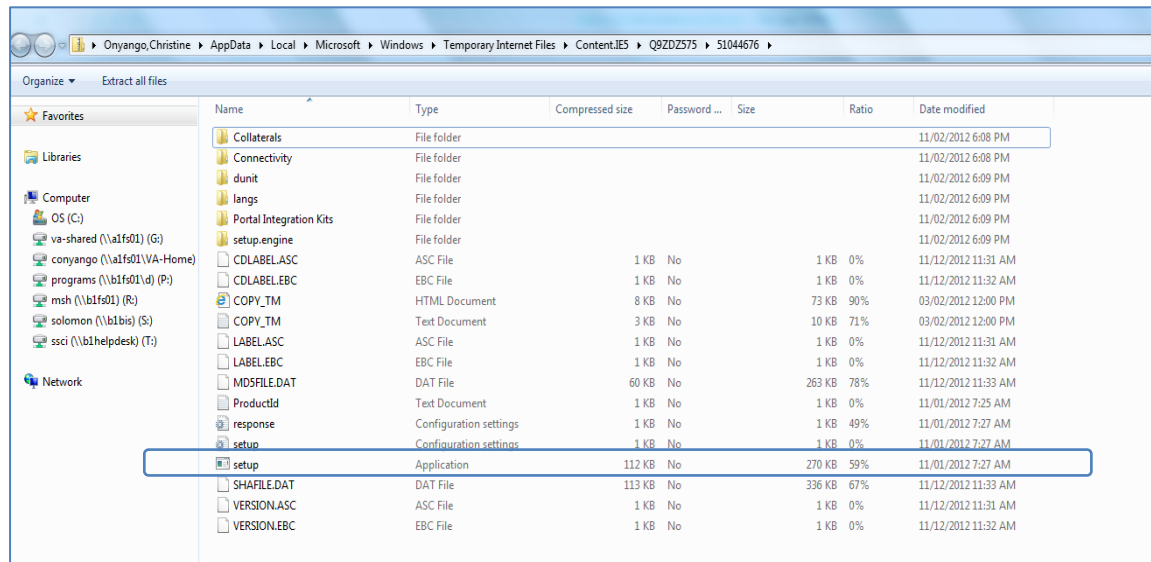 Onyango,Christine ▸ AppData ▸ Local ▸ Microsoft ▸ Windows ▸ Temporary Internet Files ▸ Content.IE5 ▸ Q9ZDZ575 ▸ 51044676 ▸
Organize ▾ Extract all files
Favorites
Libraries
Computer
OS (C:)
va-shared (\\a1fs01) (G:)
conyango (\\a1fs01\VA-Home)
programs (\\b1fs01\d) (P:)
msh (\\b1fs01) (R:)
solomon (\\b1bis) (S:)
ssci (\\b1helpdesk) (T:)
Network
Name Type Compressed size Password ... Size Ratio Date modified
Collaterals File folder 11/02/2012 6:08 PM
Connectivity File folder 11/02/2012 6:08 PM
dunit File folder 11/02/2012 6:09 PM
langs File folder 11/02/2012 6:09 PM
Portal Integration Kits File folder 11/02/2012 6:09 PM
setup.engine File folder 11/02/2012 6:09 PM
CDLABEL.ASC ASC File 1 KB No 1 KB 0% 11/12/2012 11:31 AM
CDLABEL.EBC EBC File 1 KB No 1 KB 0% 11/12/2012 11:32 AM
COPY_TM HTML Document 8 KB No 73 KB 90% 03/02/2012 12:00 PM
COPY_TM Text Document 3 KB No 10 KB 71% 03/02/2012 12:00 PM
LABEL.ASC ASC File 1 KB No 1 KB 0% 11/12/2012 11:31 AM
LABEL.EBC EBC File 1 KB No 1 KB 0% 11/12/2012 11:32 AM
MD5FILE.DAT DAT File 60 KB No 263 KB 78% 11/12/2012 11:33 AM
ProductId Text Document 1 KB No 1 KB 0% 11/01/2012 7:25 AM
response Configuration settings 1 KB No 1 KB 49% 11/01/2012 7:27 AM
setup Configuration settings 1 KB No 1 KB 0% 11/01/2012 7:27 AM
setup Application 112 KB No 270 KB 59% 11/01/2012 7:27 AM
SHAFILE.DAT DAT File 113 KB No 336 KB 67% 11/12/2012 11:33 AM
VERSION.ASC ASC File 1 KB No 1 KB 0% 11/12/2012 11:31 AM
VERSION.EBC EBC File 1 KB No 1 KB 0% 11/12/2012 11:32 AM